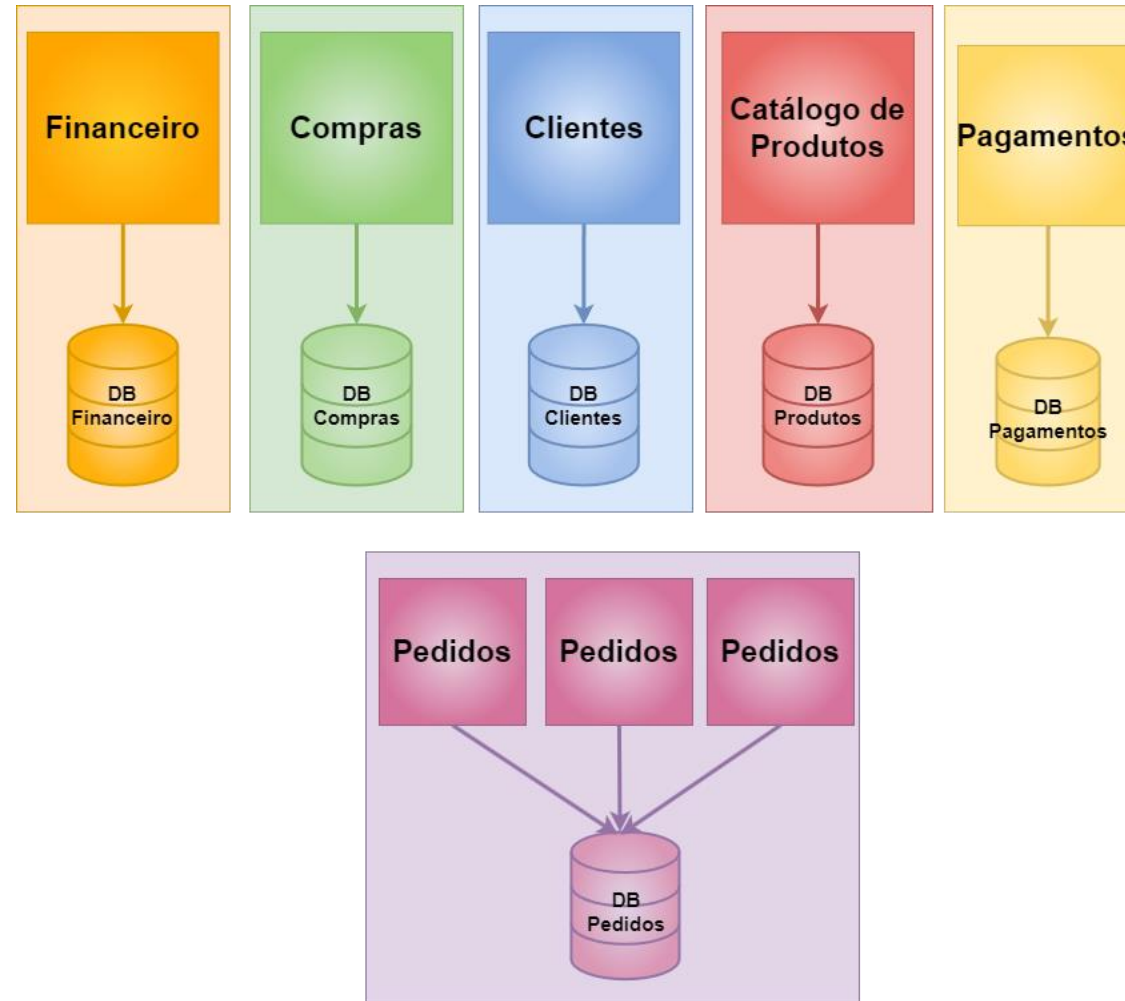 Financeiro
Compras
Clientes
Catálogo de
Produtos
Pagamentos
DB
Financeiro
DB
Compras
DB
Clientes
DB
Produtos
DB
Pagamentos
Pedidos
Pedidos
Pedidos
DB
Pedidos